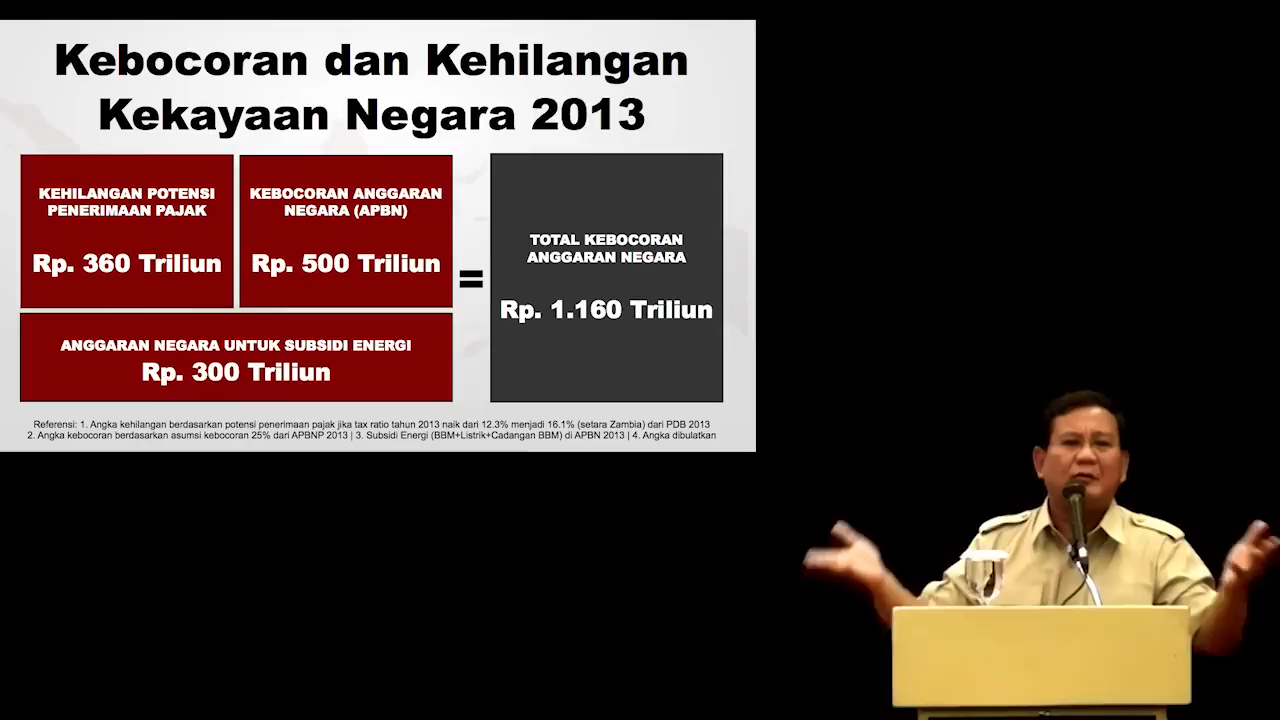 Kebocoran dan Kehilangan
Kekayaan Negara 2013
KEHILANGAN POTENSI
PENERIMAAN PAJAK
Rp. 360 Triliun
KEBOCORAN ANGGARAN
NEGARA (APBN)
Rp. 500 Triliun
ANGGARAN NEGARA UNTUK SUBSIDI ENERGI
Rp. 300 Triliun
=
TOTAL KEBOCORAN
ANGGARAN NEGARA
Rp. 1.160 Triliun
Referensi: 1. Angka kehilangan berdasarkan potensi penerimaan pajak jika tax ratio tahun 2013 naik dari 12.3% menjadi 16.1% (setara Zambia) dari PDB 2013
2. Angka kebocoran berdasarkan asumsi kebocoran 25% dari APBNP 2013 | 3. Subsidi Energi (BBM+Listrik+Cadangan BBM) di APBN 2013 | 4. Angka dibulatkan